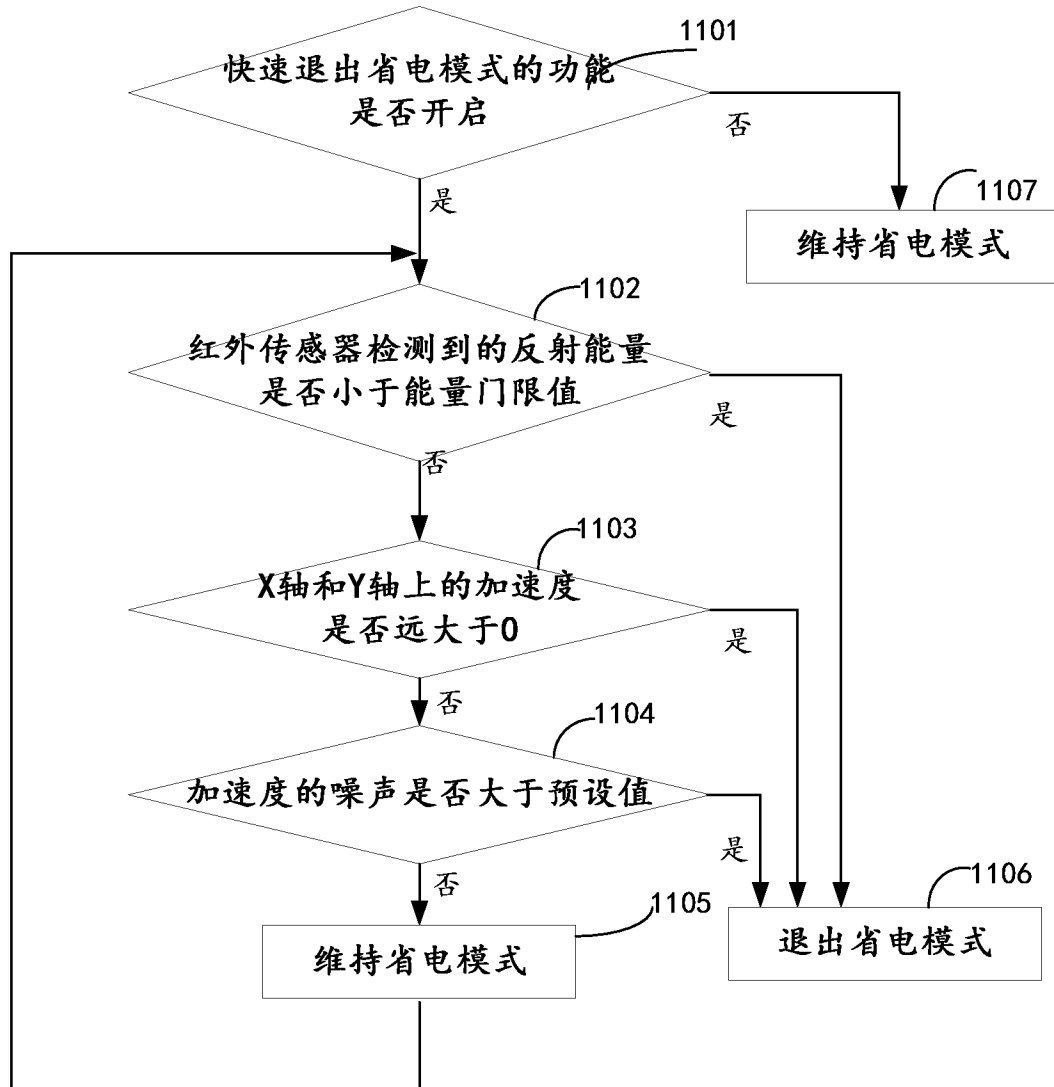 1101
快速退出省电模式的功能
是否开启
否
是
1107
维持省电模式
1102
红外传感器检测到的反射能量
是否小于能量门限值
是
否
1103
X轴和Y轴上的加速度
是否远大于0
是
否
1104
加速度的噪声是否大于预设值
是
否
1105
维持省电模式
1106
退出省电模式